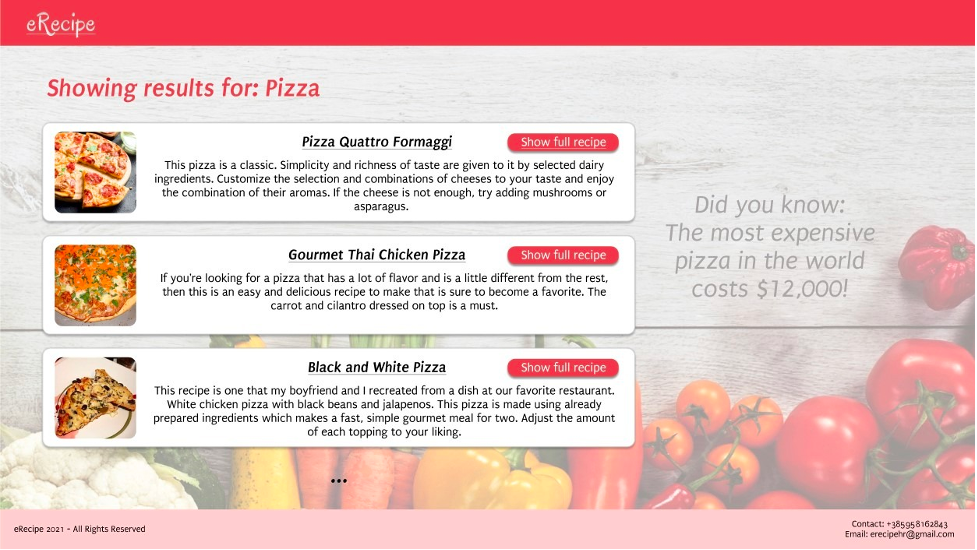 eRecipe
Showing results for: Pizza
Pizza Quattro Formaggi
Show full recipe
This pizza is a classic. Simplicity and richness of taste are given to it by selected dairy
ingredients. Customize the selection and combinations of cheeses to your taste and enjoy
the combination of their aromas. If the cheese is not enough, try adding mushrooms or
asparagus.
Gourmet Thai Chicken Pizza
Show full recipe
If you're looking for a pizza that has a lot of flavor and is a little different from the rest,
then this is an easy and delicious recipe to make that is sure to become a favorite. The
carrot and cilantro dressed on top is a must.
Black and White Pizza
Show full recipe
This recipe is one that my boyfriend and I recreated from a dish at our favorite restaurant.
White chicken pizza with black beans and jalapenos. This pizza is made using already
prepared ingredients which makes a fast, simple gourmet meal for two. Adjust the amount
of each topping to your liking.
...
Did you know:
The most expensive
pizza in the world
costs $12,000!
eRecipe 2021 - All Rights Reserved
Contact: +385958162843
Email: erecipehr@gmail.com